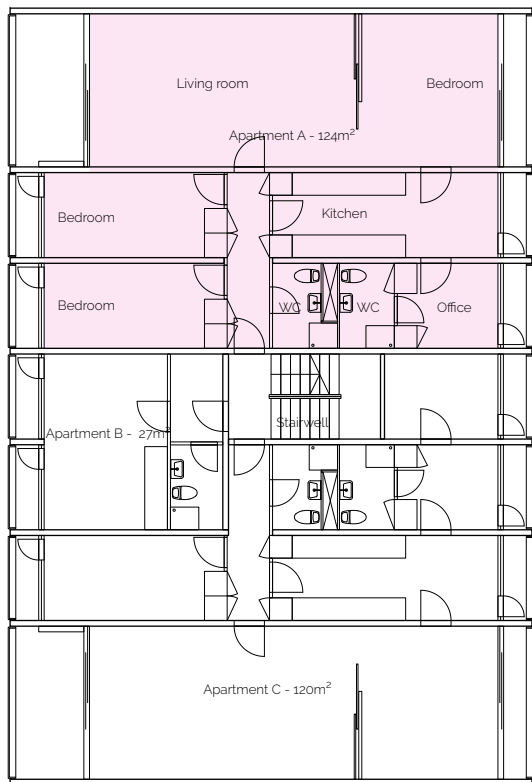 Living room
Bedroom
Apartment A - 124m²
Bedroom
Kitchen
Bedroom
WC
WC
Office
Stairwell
Apartment B - 27m²
Apartment C - 120m²